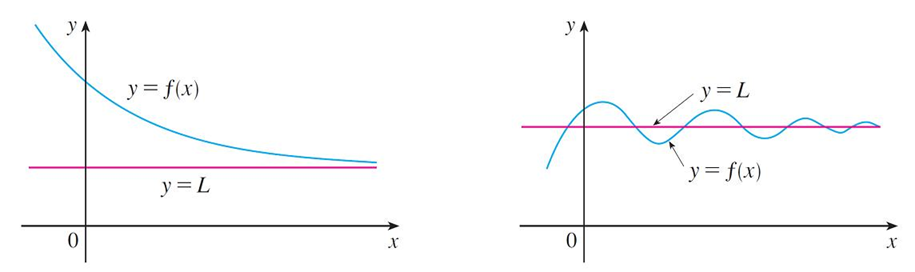 y
y = f(x)
y = L
0
x
y
y = L
y = f(x)
0
x